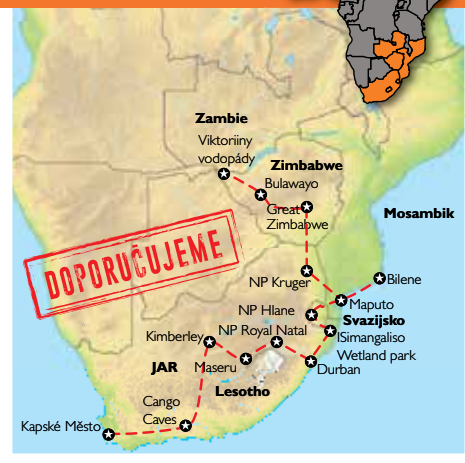 Zambie
Viktoriiny
vodopády
Zimbabwe
Bulawayo
Great
Zimbabwe
Mosambik
DOPORUČUJEME
NP Kruger
Bilene
Maputo
NP Hlane
Svazijsko
ISimangaliso
Wetland park
NP Royal Natal
Kimberley
Durban
JAR
Maseru
Lesotho
Cango
Caves
Kapské Město